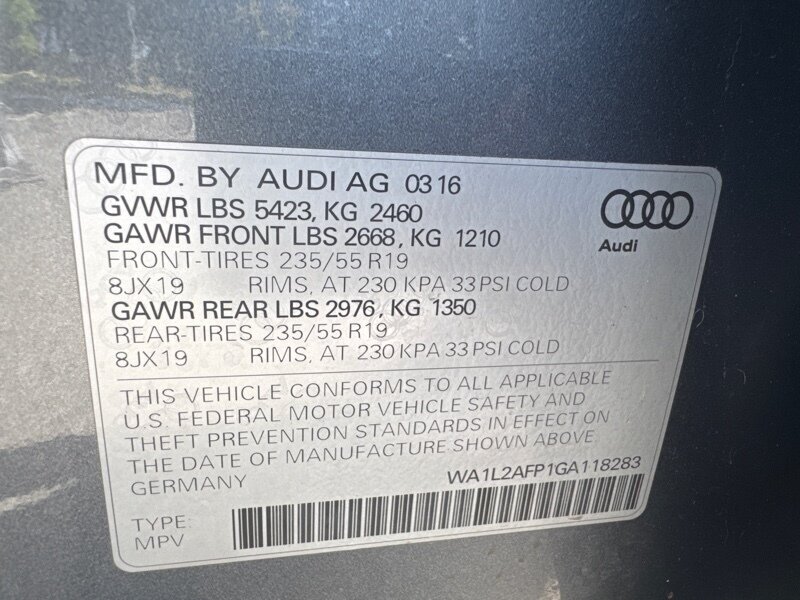 MFD. BY AUDI AG 03 16
GVWR LBS 5423, KG 2460
GAWR FRONT LBS 2668, KG 1210
FRONT-TIRES 235/55 R19
8JX19 RIMS, AT 230 KPA 33 PSI COLD
GAWR REAR LBS 2976, KG 1350
REAR-TIRES 235/55 R19
8JX19 RIMS, AT 230 KPA 33 PSI COLD
Audi
THIS VEHICLE CONFORMS TO ALL APPLICABLE
U.S. FEDERAL MOTOR VEHICLE SAFETY AND
THEFT PREVENTION STANDARDS IN EFFECT ON
THE DATE OF MANUFACTURE SHOWN ABOVE.
GERMANY WA1L2AFP1GA118283
TYPE:
MPV